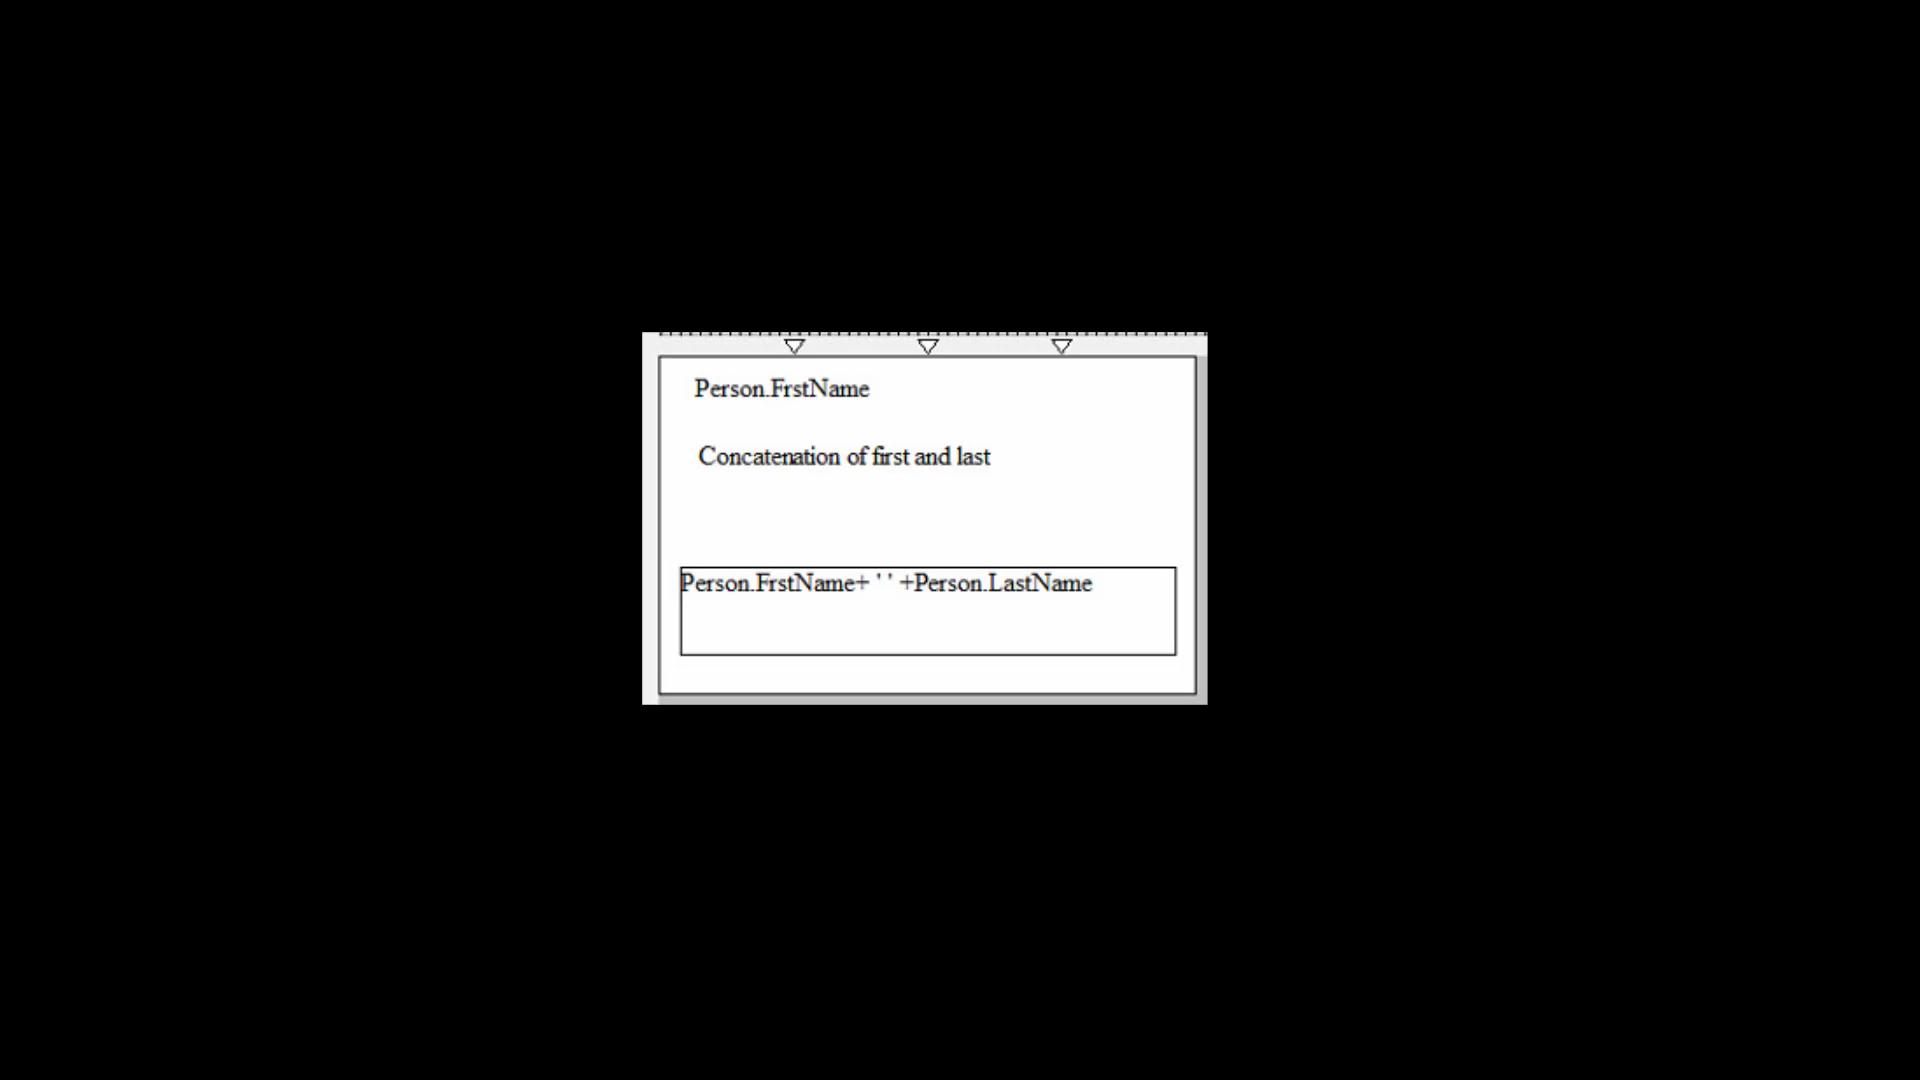 Person.FrstName
Concatenation of first and last
Person.FrstName+ ' ' +Person.LastName